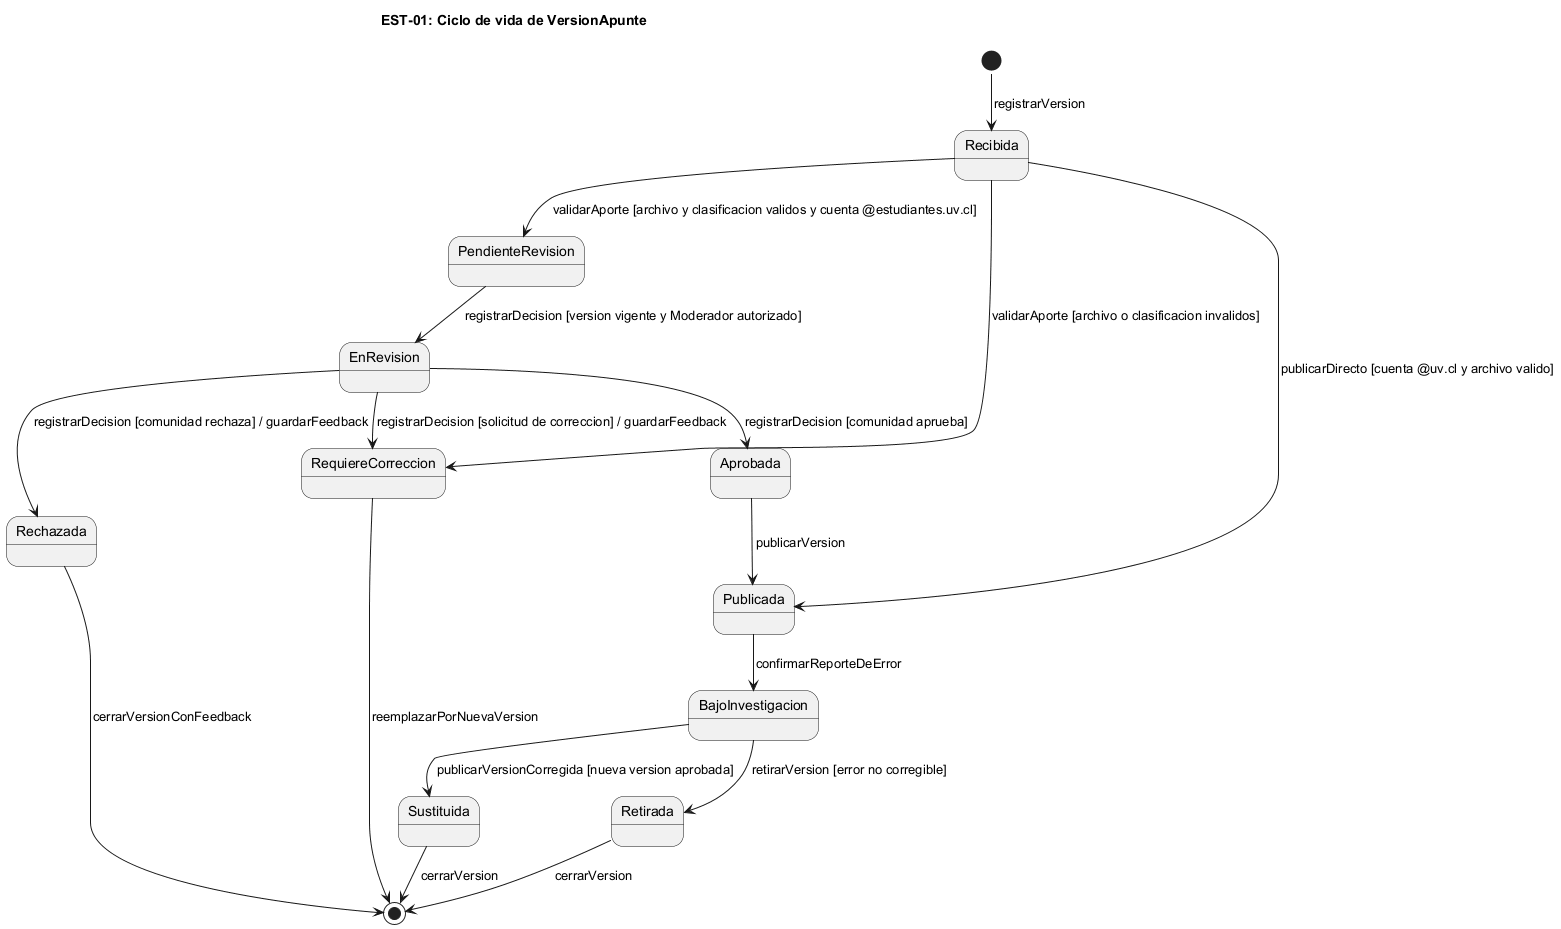 EST-01: Ciclo de vida de VersionApunte
registrarVersion
Recibida
validarAporte [archivo y clasificacion validos y cuenta @estudiantes.uv.cl]
PendienteRevision
registrarDecision [version vigente y Moderador autorizado]
validarAporte [archivo o clasificacion invalidos]
EnRevision
publicarDirecto [cuenta @uv.cl y archivo valido]
registrarDecision [comunidad rechaza] / guardarFeedback
registrarDecision [solicitud de correccion] / guardarFeedback
registrarDecision [comunidad aprueba]
RequiereCorreccion
Aprobada
Rechazada
publicarVersion
Publicada
confirmarReporteDeError
BajoInvestigacion
cerrarVersionConFeedback
reemplazarPorNuevaVersion
publicarVersionCorregida [nueva version aprobada]
retirarVersion [error no corregible]
Sustituida
Retirada
cerrarVersion
cerrarVersion